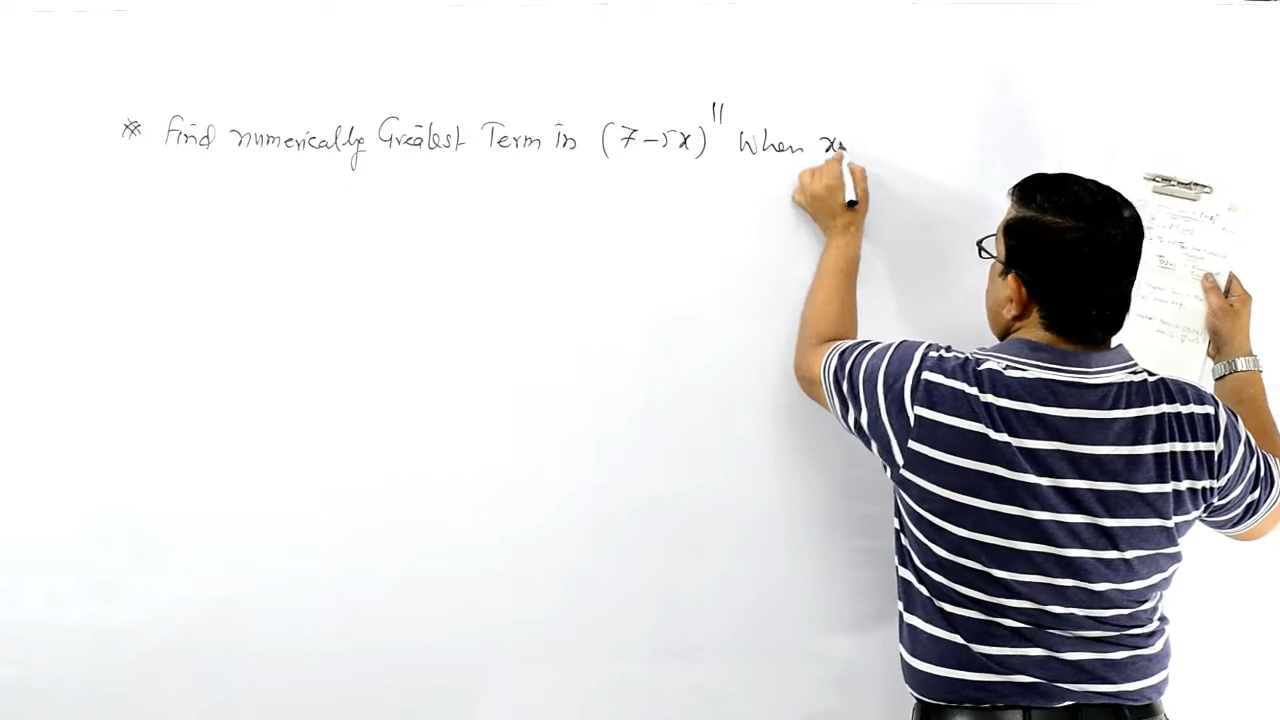 * Find numerically Greatest Term in (7-5x)¹¹ When x